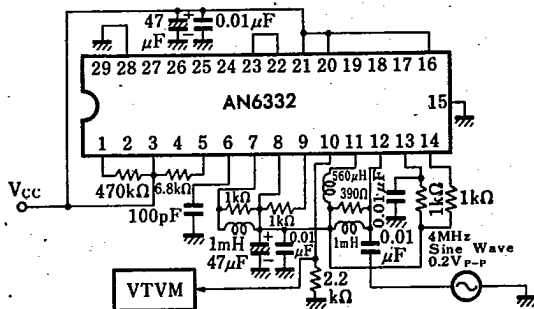 47 μF
+
−
0.01μF
29 28 27 26 25 24 23 22 21 20 19 18 17 16
AN6332
15
1 2 3 4 5 6 7 8 9 10 11 12 13 14
VCC
470kΩ
6.8kΩ
100pF
1kΩ
1kΩ
1mH
47μF
+
−
0.01 μF
560μH
390Ω
1mH
0.01μF
1kΩ
1kΩ
0.01 μF
2.2 kΩ
4MHz
Sine Wave
0.2VP-P
VTVM